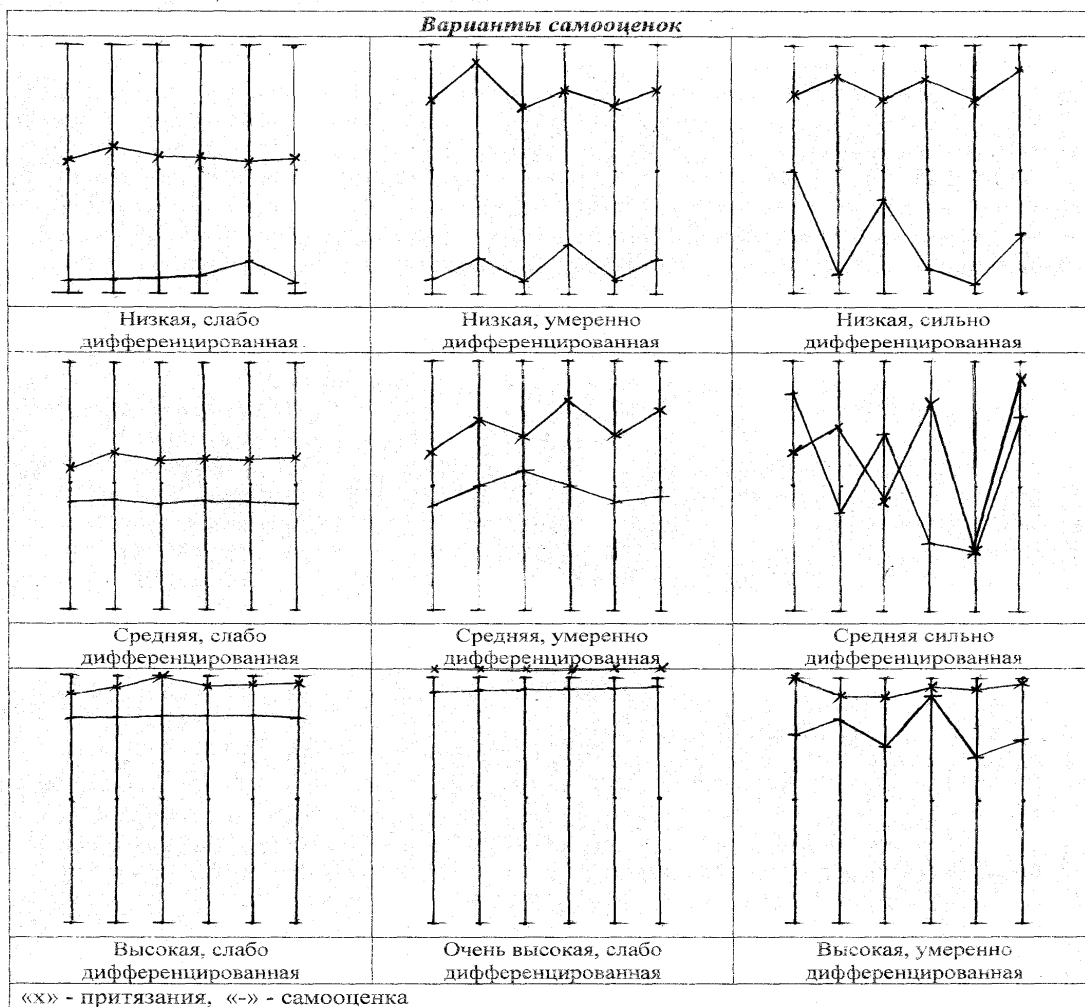 Варианты самооценок
Низкая, слабо
дифференцированная
Низкая, умеренно
дифференцированная
Низкая, сильно
дифференцированная
Средняя, слабо
дифференцированная
Средняя, умеренно
дифференцированная
Средняя сильно
дифференцированная
Высокая, слабо
дифференцированная
Очень высокая, слабо
дифференцированная
Высокая, умеренно
дифференцированная
«x» - притязания, «-» - самооценка